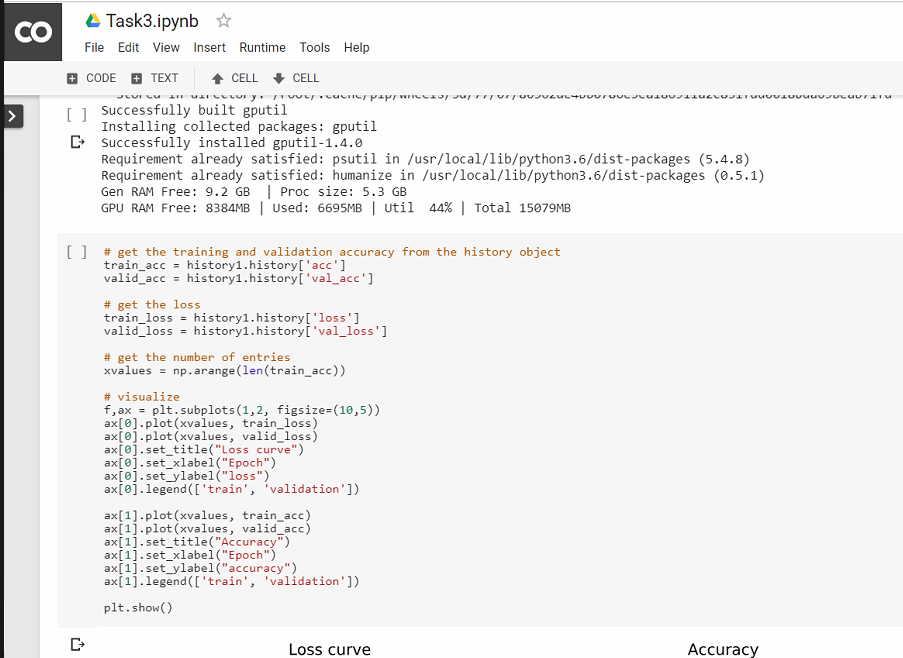 CO Task3.ipynb
File Edit View Insert Runtime Tools Help
CODE TEXT CELL CELL
Successfully built gputil
[ ]
Installing collected packages: gputil
Successfully installed gputil-1.4.0
Requirement already satisfied: psutil in /usr/local/lib/python3.6/dist-packages (5.4.8)
Requirement already satisfied: humanize in /usr/local/lib/python3.6/dist-packages (0.5.1)
Gen RAM Free: 9.2 GB | Proc size: 5.3 GB
GPU RAM Free: 8384MB | Used: 6695MB | Util 44% | Total 15079MB
[ ] # get the training and validation accuracy from the history object
train_acc = history1.history['acc']
valid_acc = history1.history['val_acc']
# get the loss
train_loss = history1.history['loss']
valid_loss = history1.history['val_loss']
# get the number of entries
xvalues = np.arange(len(train_acc))
# visualize
f,ax = plt.subplots(1,2, figsize=(10,5))
ax[0].plot(xvalues, train_loss)
ax[0].plot(xvalues, valid_loss)
ax[0].set_title("Loss curve")
ax[0].set_xlabel("Epoch")
ax[0].set_ylabel("loss")
ax[0].legend(['train', 'validation'])
ax[1].plot(xvalues, train_acc)
ax[1].plot(xvalues, valid_acc)
ax[1].set_title("Accuracy")
ax[1].set_xlabel("Epoch")
ax[1].set_ylabel("accuracy")
ax[1].legend(['train', 'validation'])
plt.show()
Loss curve Accuracy